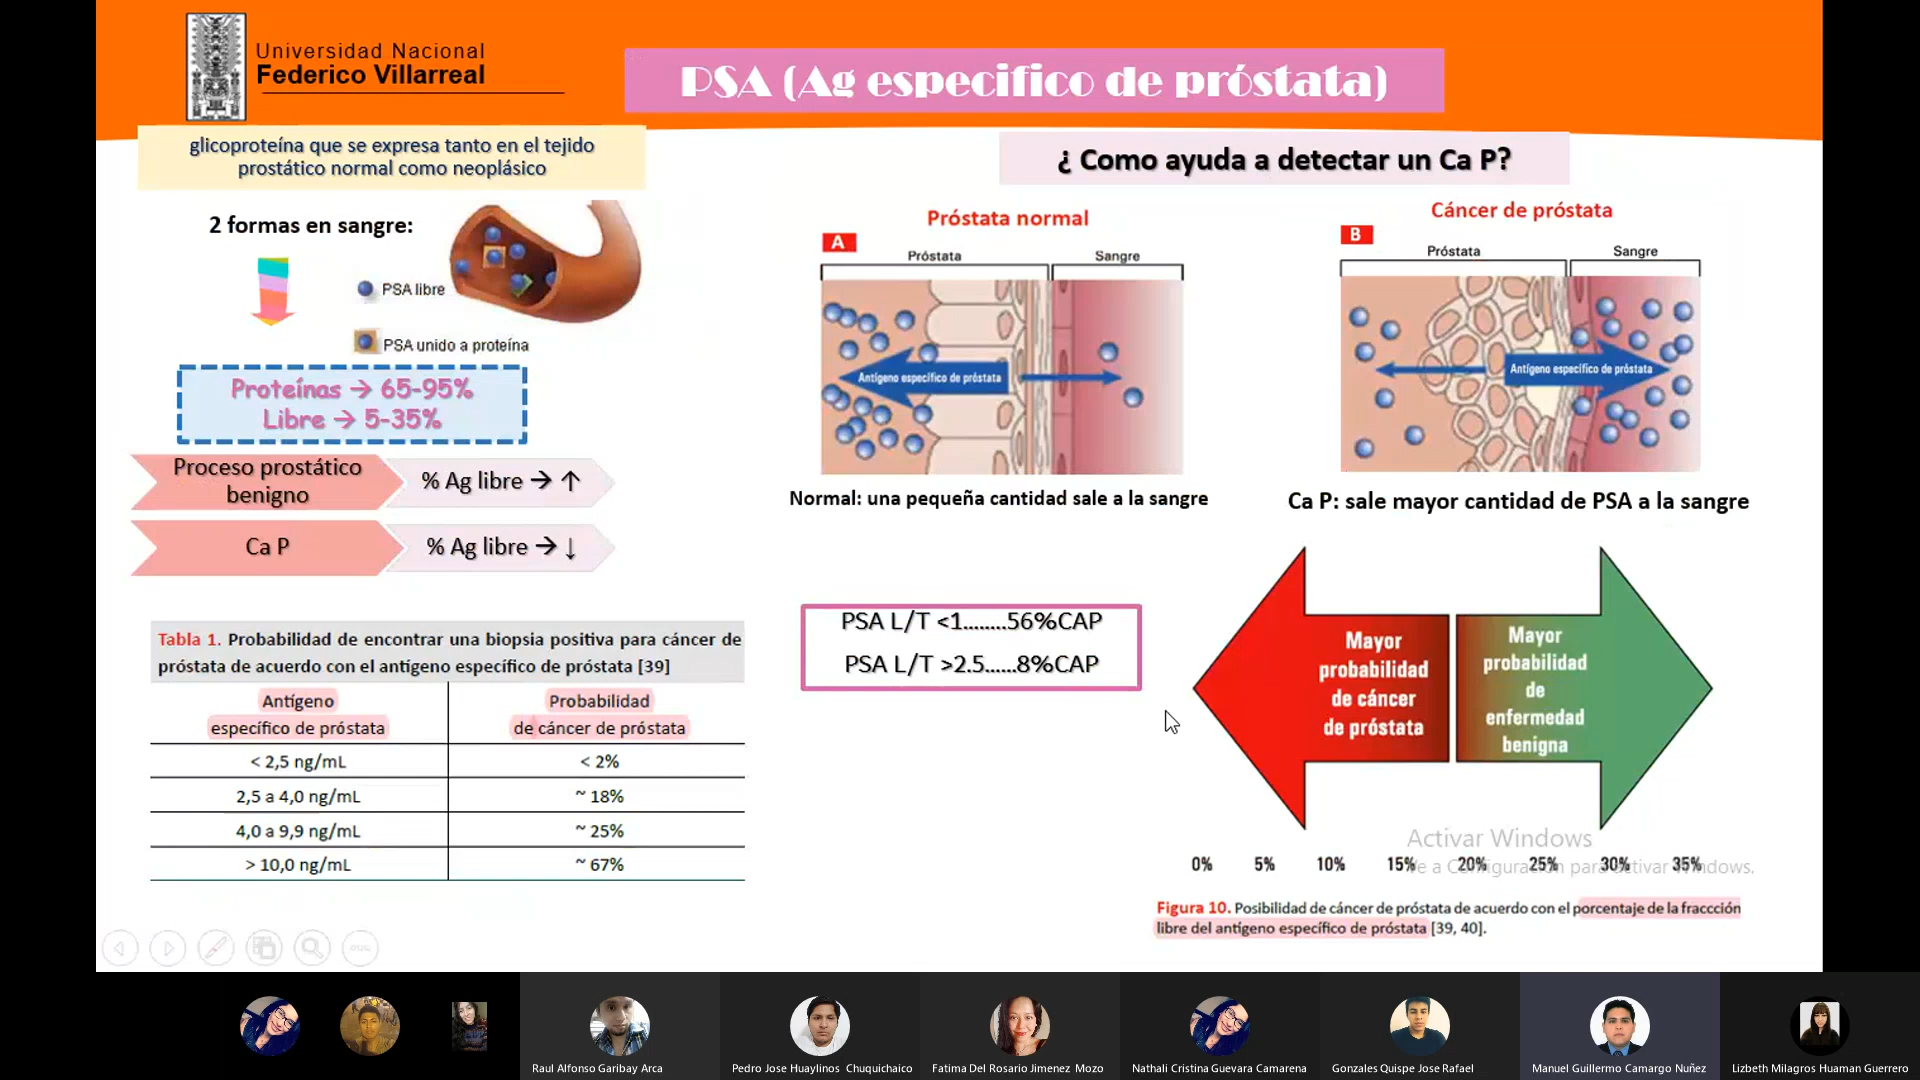 Universidad Nacional
Federico Villarreal
PSA (Ag especifico de próstata)
glicoproteína que se expresa tanto en el tejido
prostático normal como neoplásico
2 formas en sangre:
PSA libre
PSA unido a proteína
Proteínas → 65-95%
Libre → 5-35%
Proceso prostático
benigno
% Ag libre → ↑
Ca P
% Ag libre → ↓
Tabla 1. Probabilidad de encontrar una biopsia positiva para cáncer de
próstata de acuerdo con el antígeno específico de próstata [39]
Antígeno
específico de próstata
Probabilidad
de cáncer de próstata
< 2,5 ng/mL
< 2%
2,5 a 4,0 ng/mL
~ 18%
4,0 a 9,9 ng/mL
~ 25%
> 10,0 ng/mL
~ 67%
¿ Como ayuda a detectar un Ca P?
Próstata normal
A
Próstata
Sangre
Antígeno específico de próstata
Normal: una pequeña cantidad sale a la sangre
Cáncer de próstata
B
Próstata
Sangre
Antígeno específico de próstata
Ca P: sale mayor cantidad de PSA a la sangre
PSA L/T <1........56%CAP
PSA L/T >2.5......8%CAP
Mayor
probabilidad
de cáncer
de próstata
Mayor
probabilidad
de
enfermedad
benigna
0% 5% 10% 15% 20% 25% 30% 35%
Activar Windows
Ve a Configuración para activar Windows.
Figura 10. Posibilidad de cáncer de próstata de acuerdo con el porcentaje de la fraccción
libre del antígeno específico de próstata [39, 40].
Raul Alfonso Garibay Arca
Pedro Jose Huaylinos Chuquichaico
Fatima Del Rosario Jimenez Mozo
Nathali Cristina Guevara Camarena
Gonzales Quispe Jose Rafael
Manuel Guillermo Camargo Nuñez
Lizbeth Milagros Huaman Guerrero